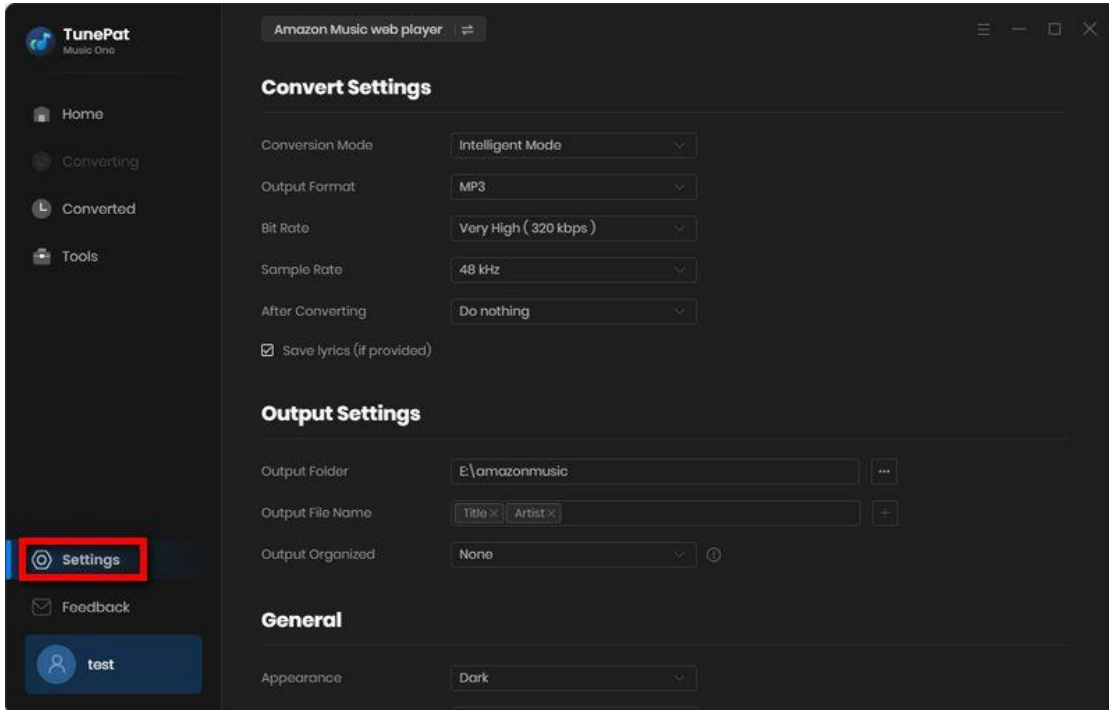 TunePat
Music One
Home
Converting
Converted
Tools
Settings
Feedback
test
Amazon Music web player
Convert Settings
Conversion Mode Intelligent Mode
Output Format MP3
Bit Rate Very High ( 320 kbps )
Sample Rate 48 kHz
After Converting Do nothing
Save lyrics (if provided)
Output Settings
Output Folder E:\amazonmusic ...
Output File Name Title × Artist × +
Output Organized None
General
Appearance Dark